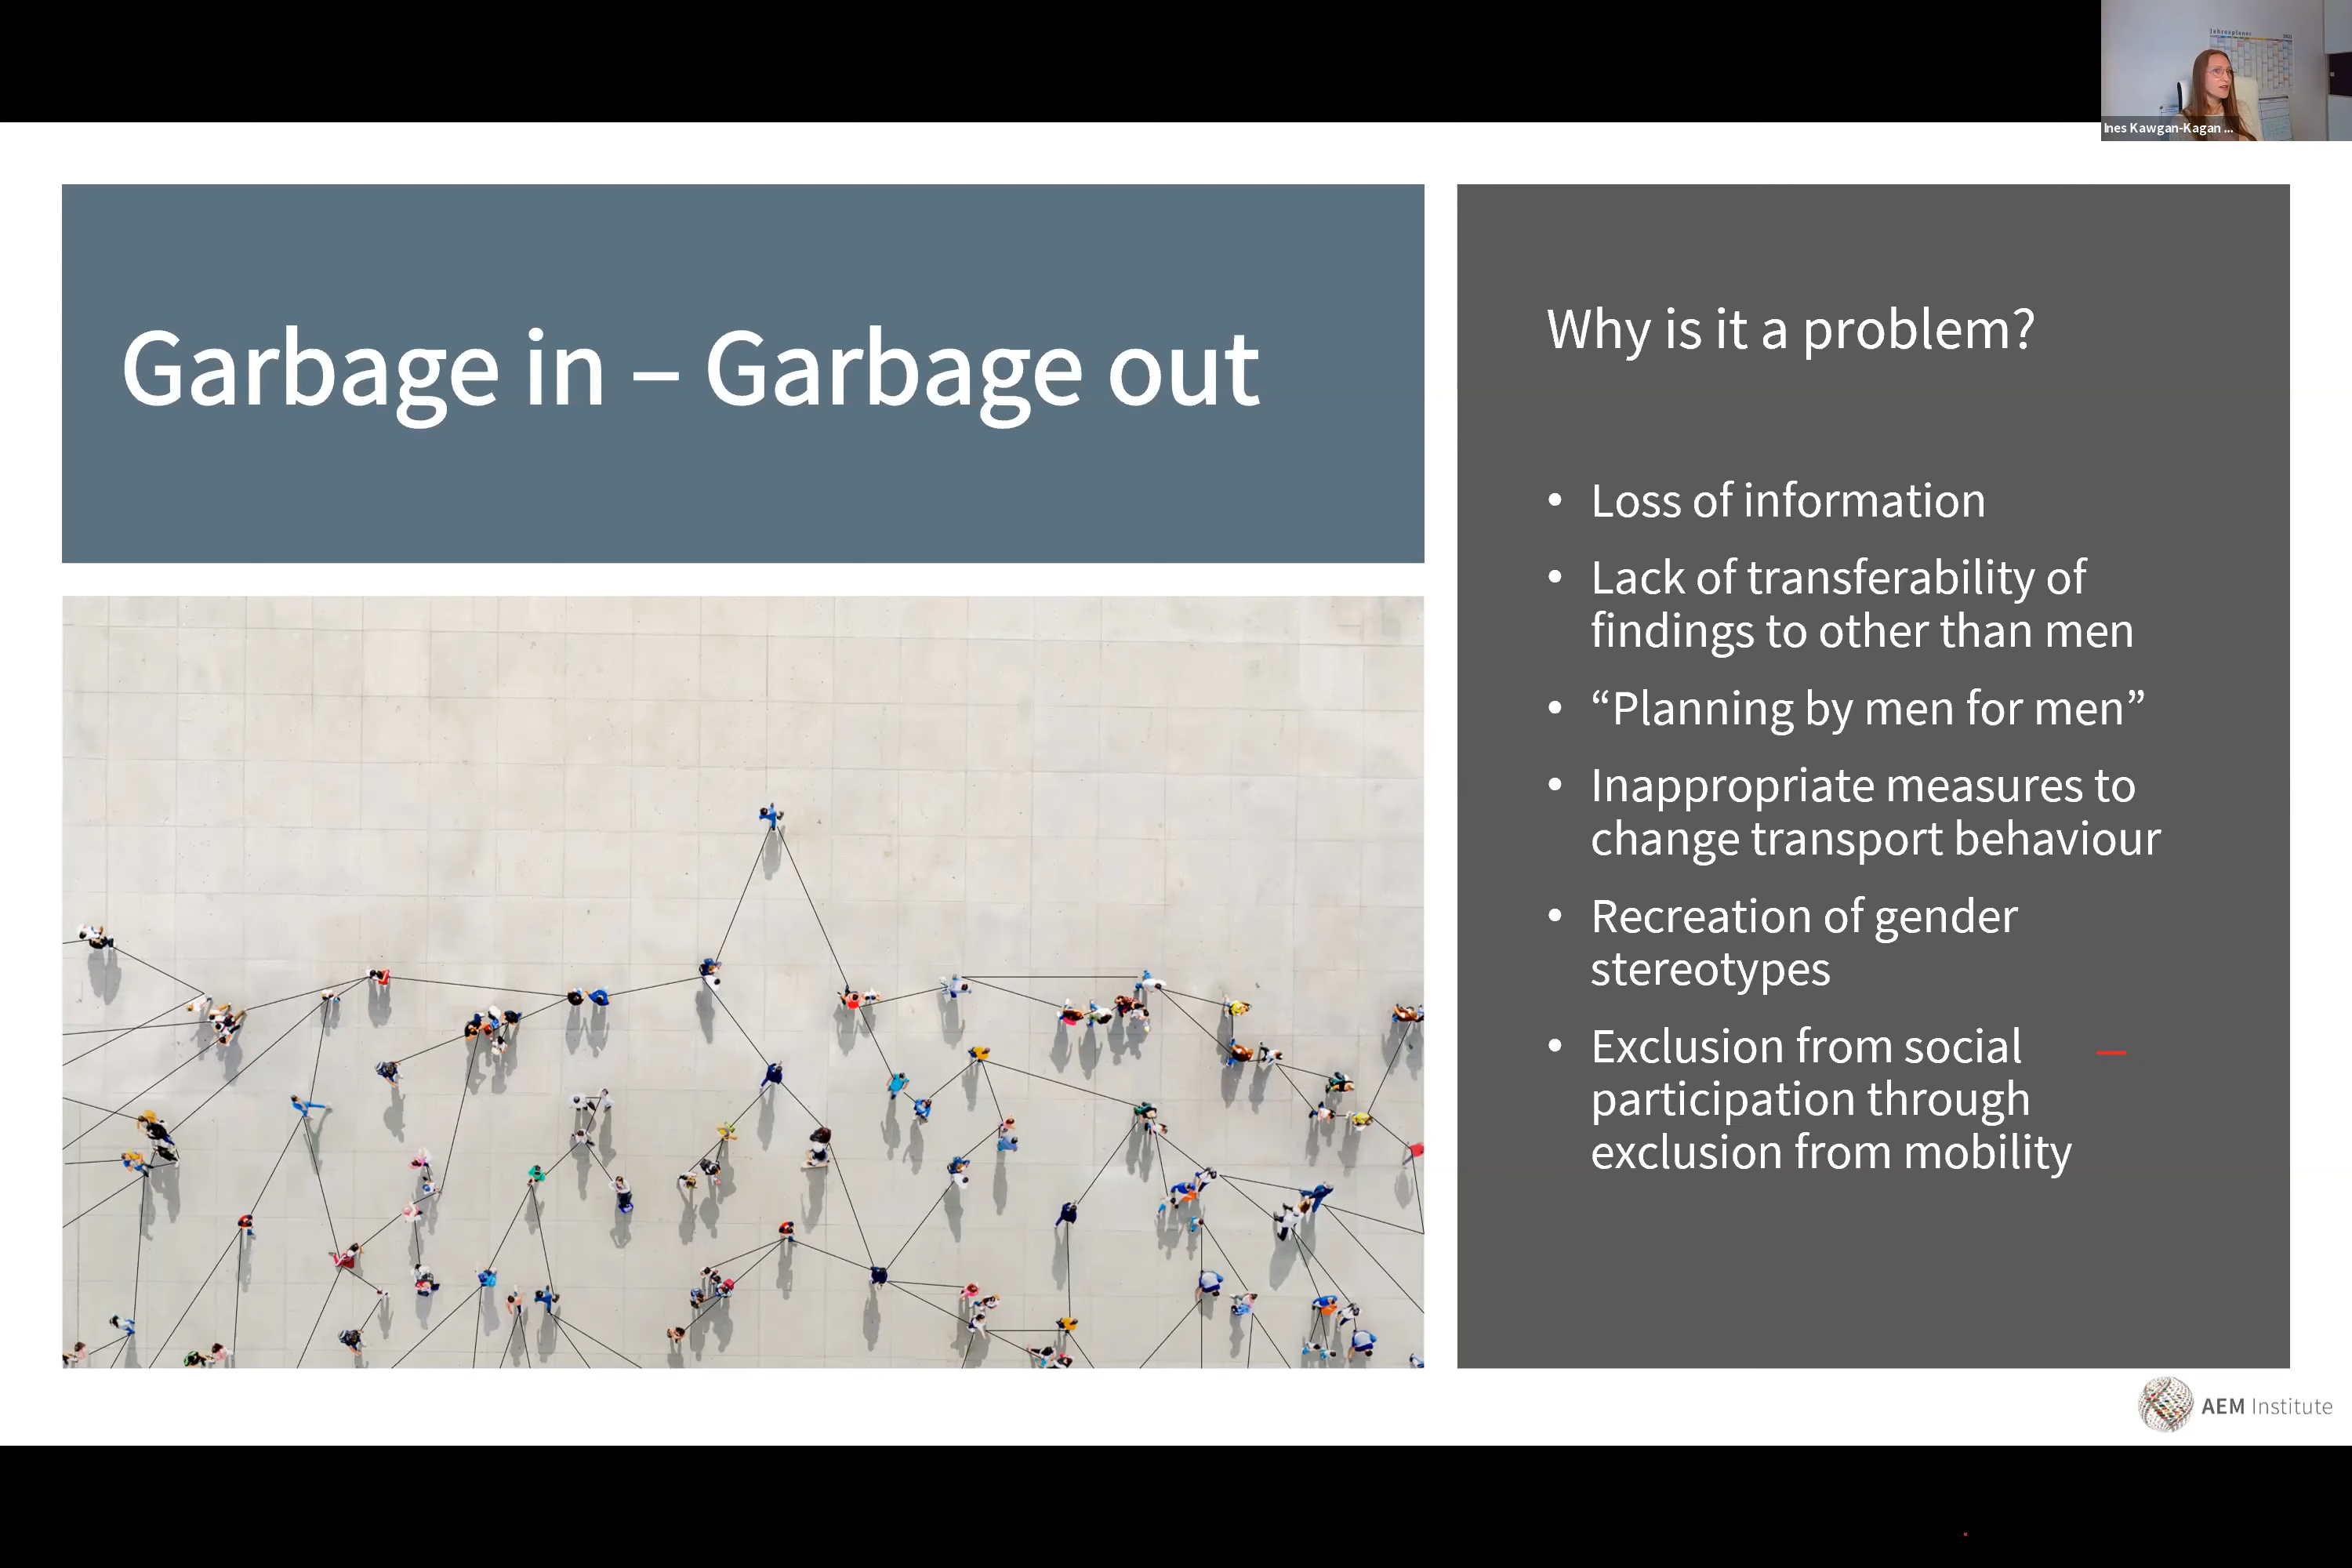 Jahresplaner
Ines Kawgan-Kagan ...
Garbage in – Garbage out
Why is it a problem?
• Loss of information
• Lack of transferability of
findings to other than men
• “Planning by men for men”
• Inappropriate measures to
change transport behaviour
• Recreation of gender
stereotypes
• Exclusion from social
participation through
exclusion from mobility
AEM Institute